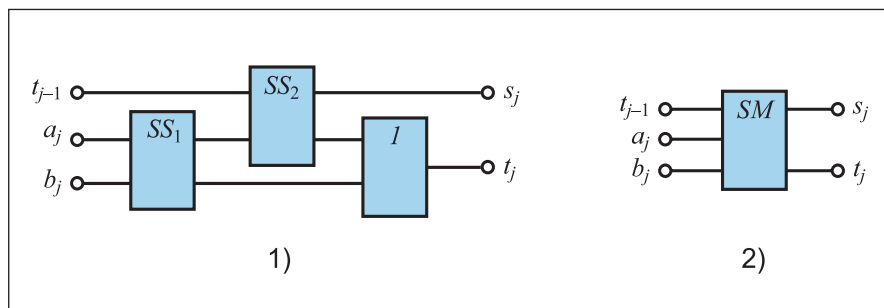 t_{j–1}
a_j
b_j
SS_1
SS_2
1
s_j
t_j
1)
t_{j–1}
a_j
b_j
SM
s_j
t_j
2)